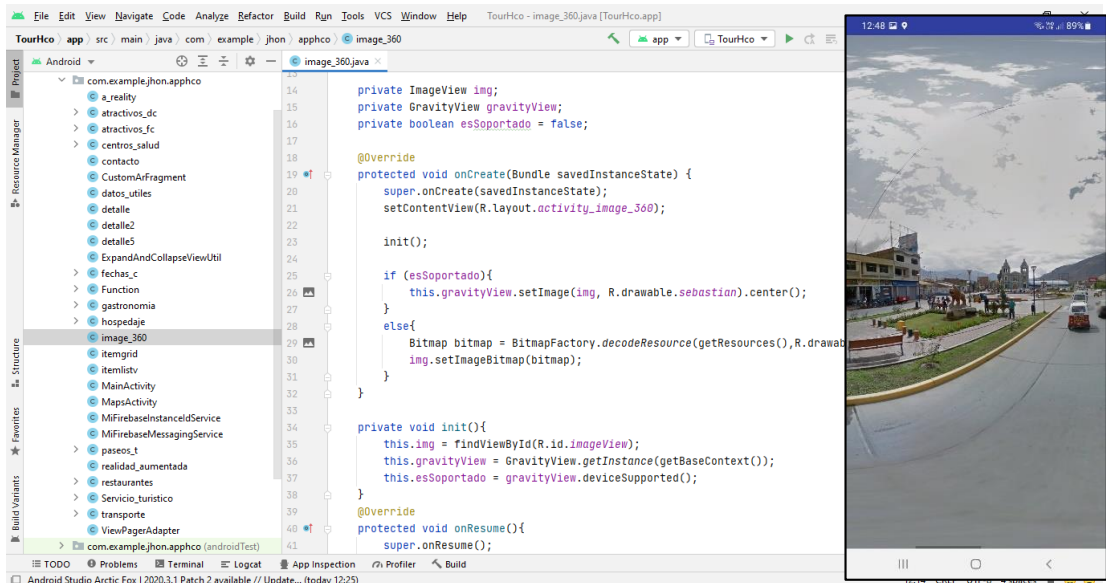 File Edit View Navigate Code Analyze Refactor Build Run Tools VCS Window Help TourHco - image_360.java [TourHco.app]
TourHco app src main java com example jhon apphco image_360 app TourHco
Android
image_360.java
Project
Resource Manager
Structure
Favorites
Build Variants
com.example.jhon.apphco
a_reality
atractivos_dc
atractivos_fc
centros_salud
contacto
CustomArFragment
datos_utiles
detalle
detalle2
detalle5
ExpandAndCollapseViewUtil
fechas_c
Function
gastronomia
hospedaje
image_360
itemgrid
itemlistv
MainActivity
MapsActivity
MiFirebaseInstanceIdService
MiFirebaseMessagingService
paseos_t
realidad_aumentada
restaurantes
Servicio_turistico
transporte
ViewPagerAdapter
com.example.jhon.apphco (androidTest)
13
14 private ImageView img;
15 private GravityView gravityView;
16 private boolean esSoportado = false;
17
18 @Override
19 protected void onCreate(Bundle savedInstanceState) {
20 super.onCreate(savedInstanceState);
21 setContentView(R.layout.activity_image_360);
22
23 init();
24
25 if (esSoportado){
26 this.gravityView.setImage(img, R.drawable.sebastian).center();
27 }
28 else{
29 Bitmap bitmap = BitmapFactory.decodeResource(getResources(),R.drawab
30 img.setImageBitmap(bitmap);
31 }
32 }
33
34 private void init(){
35 this.img = findViewById(R.id.imageView);
36 this.gravityView = GravityView.getInstance(getBaseContext());
37 this.esSoportado = gravityView.deviceSupported();
38 }
39 @Override
40 protected void onResume(){
41 super.onResume();
12:48 89%
TODO Problems Terminal Logcat App Inspection Profiler Build
Android Studio Arctic Fox | 2020.3.1 Patch 2 available // Update... (today 12:25)